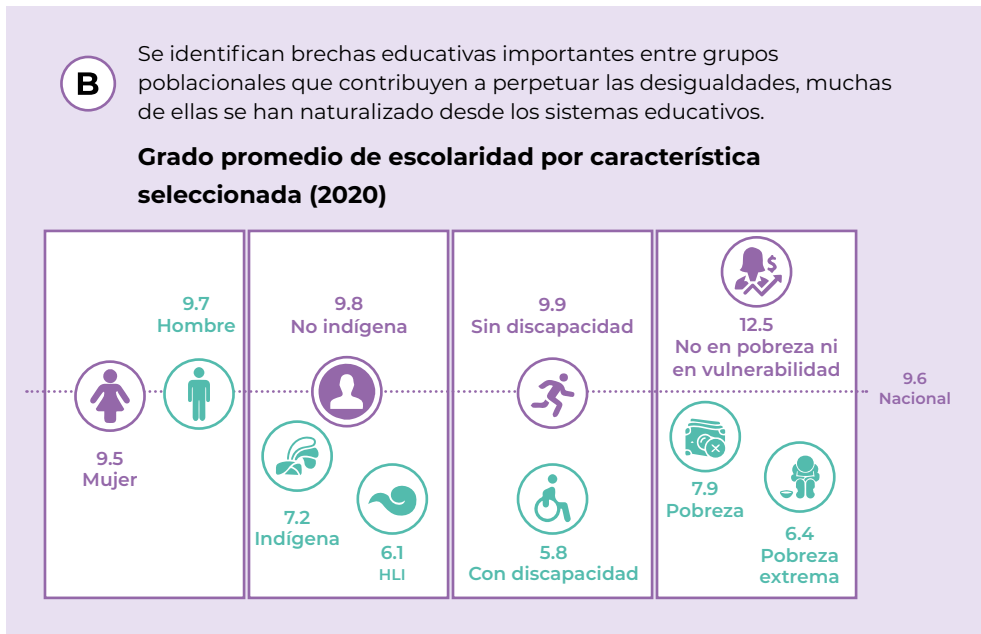 B
Se identifican brechas educativas importantes entre grupos
poblacionales que contribuyen a perpetuar las desigualdades, muchas
de ellas se han naturalizado desde los sistemas educativos.
Grado promedio de escolaridad por característica
seleccionada (2020)
9.7
Hombre
9.5
Mujer
9.8
No indígena
7.2
Indígena
6.1
HLI
9.9
Sin discapacidad
5.8
Con discapacidad
$
12.5
No en pobreza ni
en vulnerabilidad
7.9
Pobreza
6.4
Pobreza
extrema
9.6
Nacional